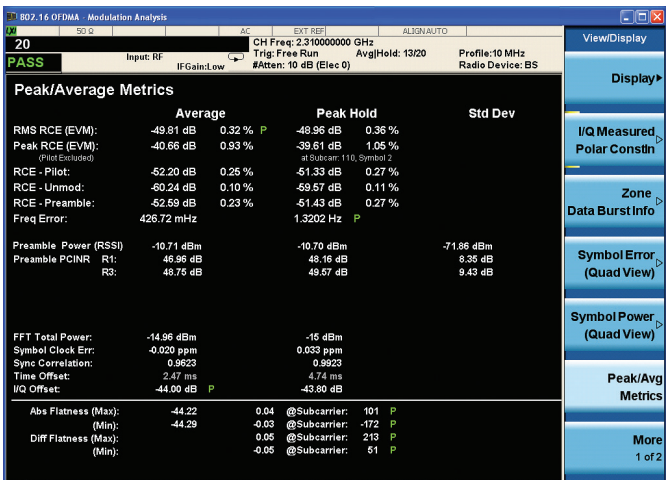 802.16 OFDMA - Modulation Analysis
50 Ω AC EXT REF ALIGN AUTO
20
PASS
Input: RF
IFGain:Low
CH Freq: 2.310000000 GHz
Trig: Free Run Avg|Hold: 13/20
#Atten: 10 dB (Elec 0)
Profile:10 MHz
Radio Device: BS
Peak/Average Metrics
Average Peak Hold Std Dev
RMS RCE (EVM): -49.81 dB 0.32 % P -48.96 dB 0.36 %
Peak RCE (EVM): -40.66 dB 0.93 % -39.61 dB 1.05 %
(Pilot Excluded) at Subcarr: 110, Symbol 2
RCE - Pilot: -52.20 dB 0.25 % -51.33 dB 0.27 %
RCE - Unmod: -60.24 dB 0.10 % -59.57 dB 0.11 %
RCE - Preamble: -52.59 dB 0.23 % -51.43 dB 0.27 %
Freq Error: 426.72 mHz 1.3202 Hz P
Preamble Power (RSSI) -10.71 dBm -10.70 dBm -71.86 dBm
Preamble PCINR R1: 46.96 dB 48.16 dB 8.35 dB
R3: 48.75 dB 49.57 dB 9.43 dB
FFT Total Power: -14.96 dBm -15 dBm
Symbol Clock Err: -0.020 ppm 0.033 ppm
Sync Correlation: 0.9623 0.9923
Time Offset: 2.47 ms 4.74 ms
I/Q Offset: -44.00 dB P -43.80 dB
Abs Flatness (Max): -44.22 0.04 @Subcarrier: 101 P
(Min): -44.29 -0.03 @Subcarrier: -172 P
Diff Flatness (Max): 0.05 @Subcarrier: 213 P
(Min): -0.05 @Subcarrier: 51 P
View/Display
Display
I/Q Measured
Polar Constln
Zone
Data Burst Info
Symbol Error
(Quad View)
Symbol Power
(Quad View)
Peak/Avg
Metrics
More
1 of 2